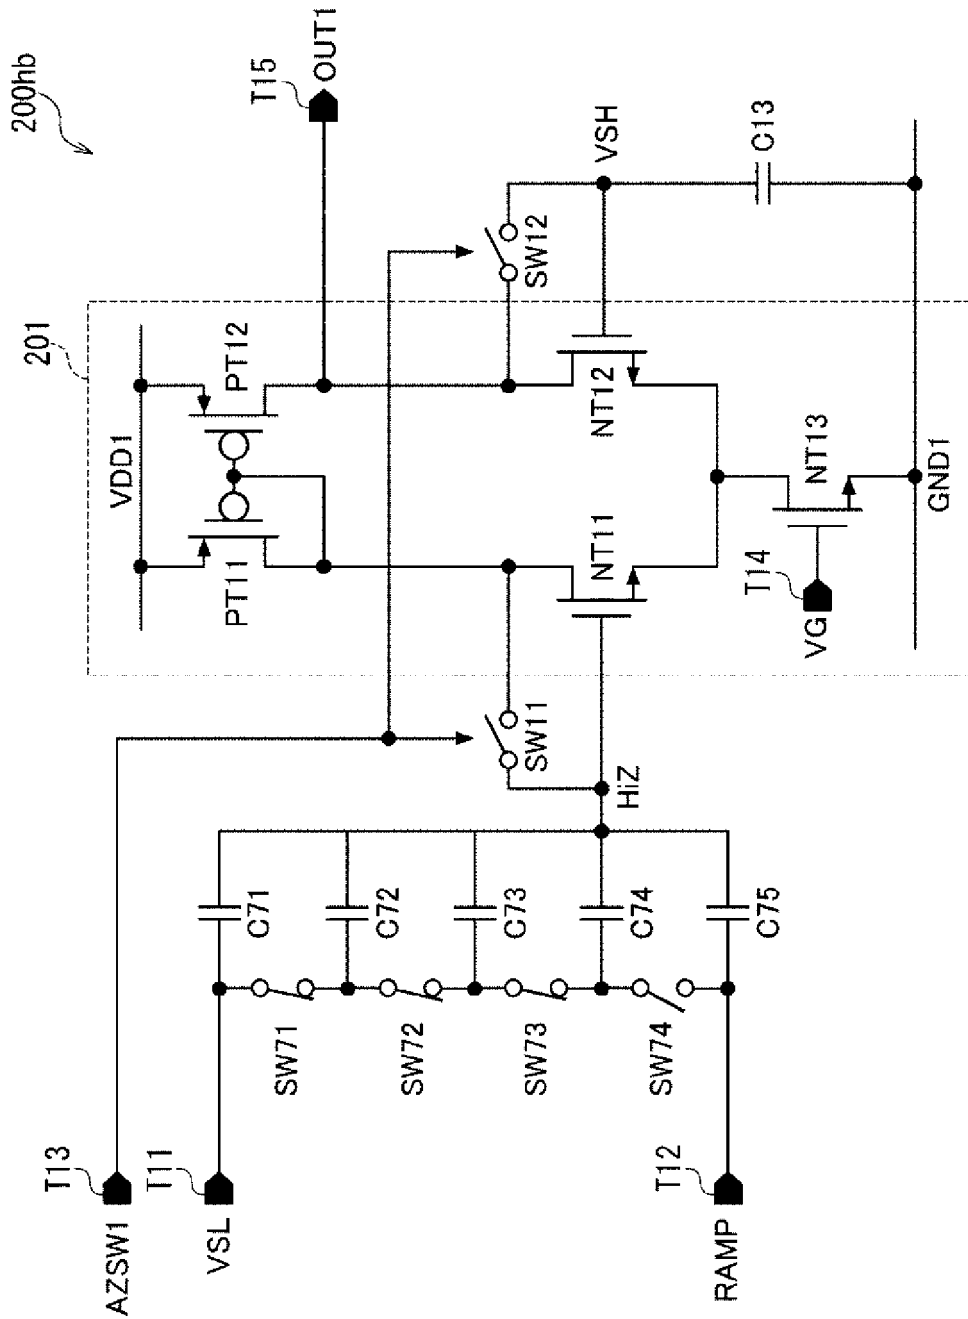 200hb
201
VDD1
PT11
PT12
T15
OUT1
SW11
SW12
VSH
C13
NT11
NT12
NT13
T14
VG
GND1
HiZ
T13
AZSW1
T11
VSL
C71
C72
C73
C74
C75
SW71
SW72
SW73
SW74
T12
RAMP